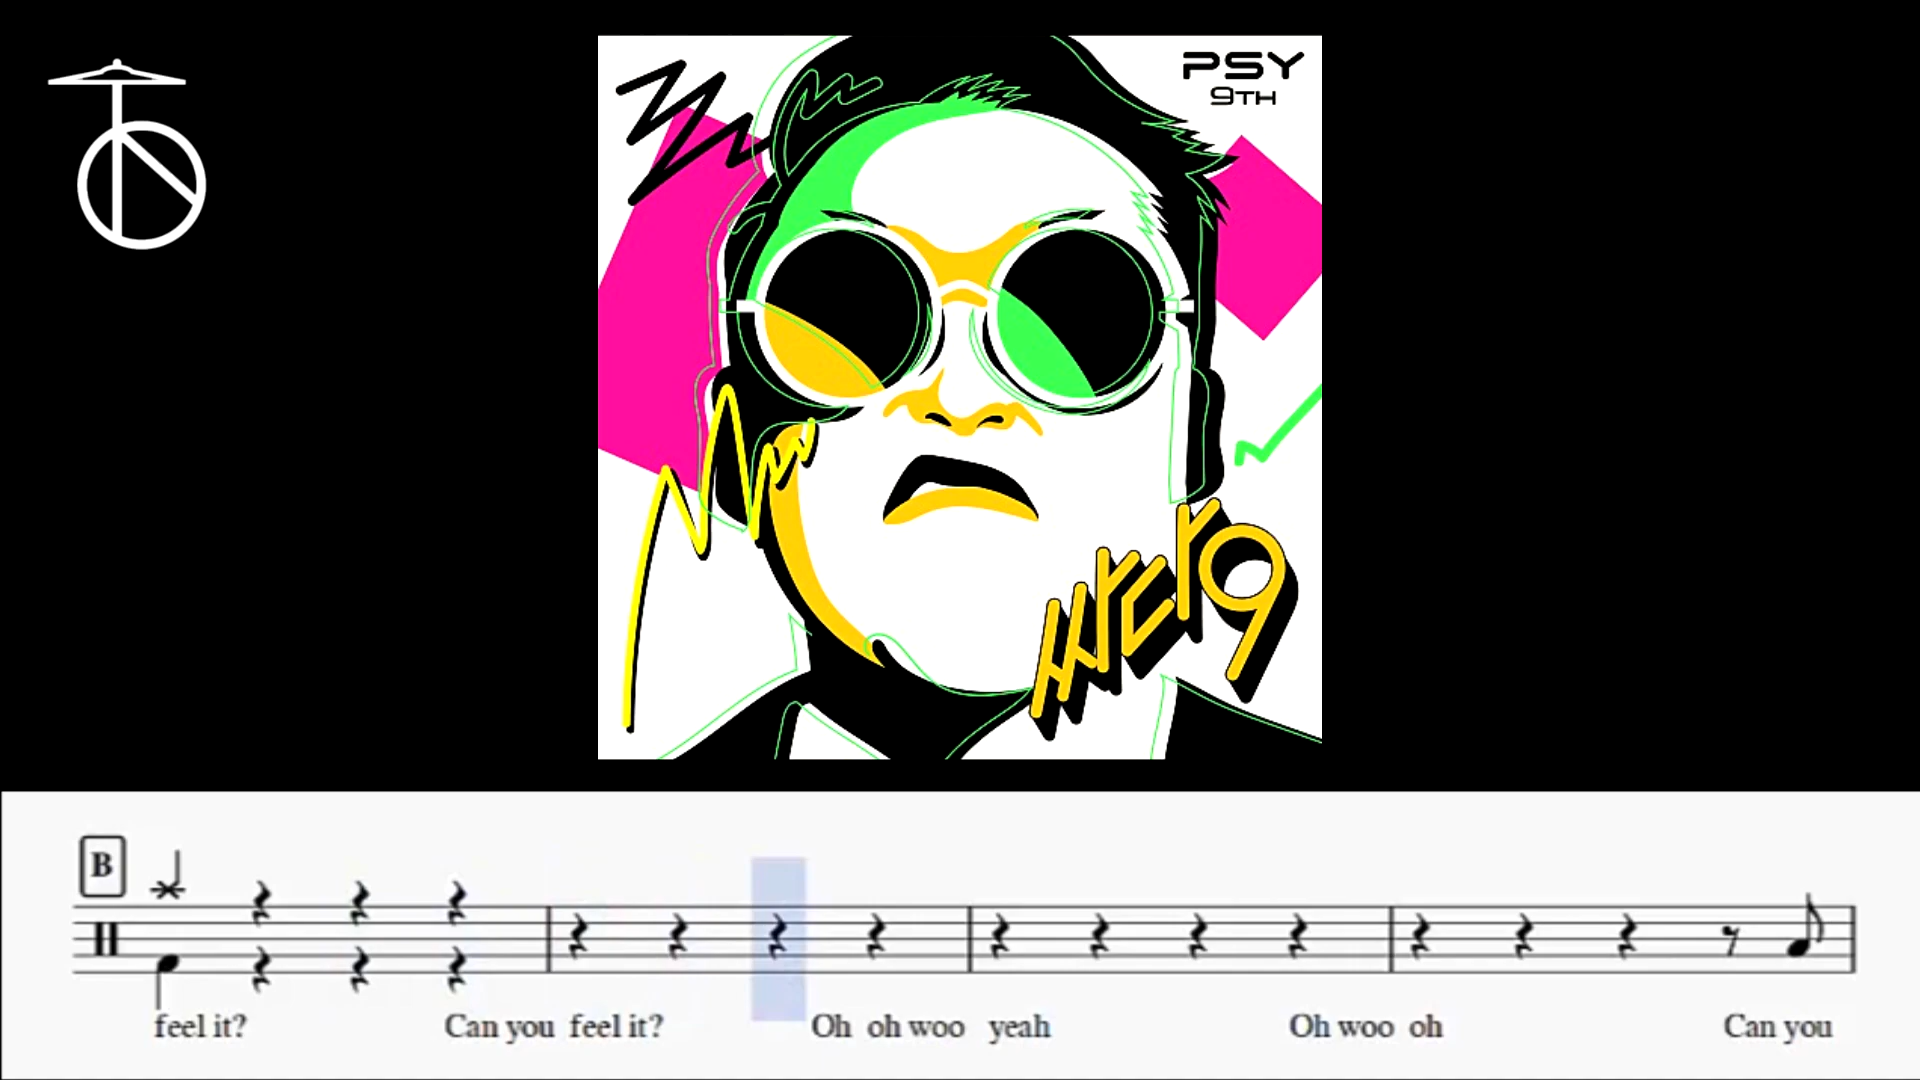 PSY
9TH
싸다9
B
feel it? Can you feel it? Oh oh woo yeah Oh woo oh Can you